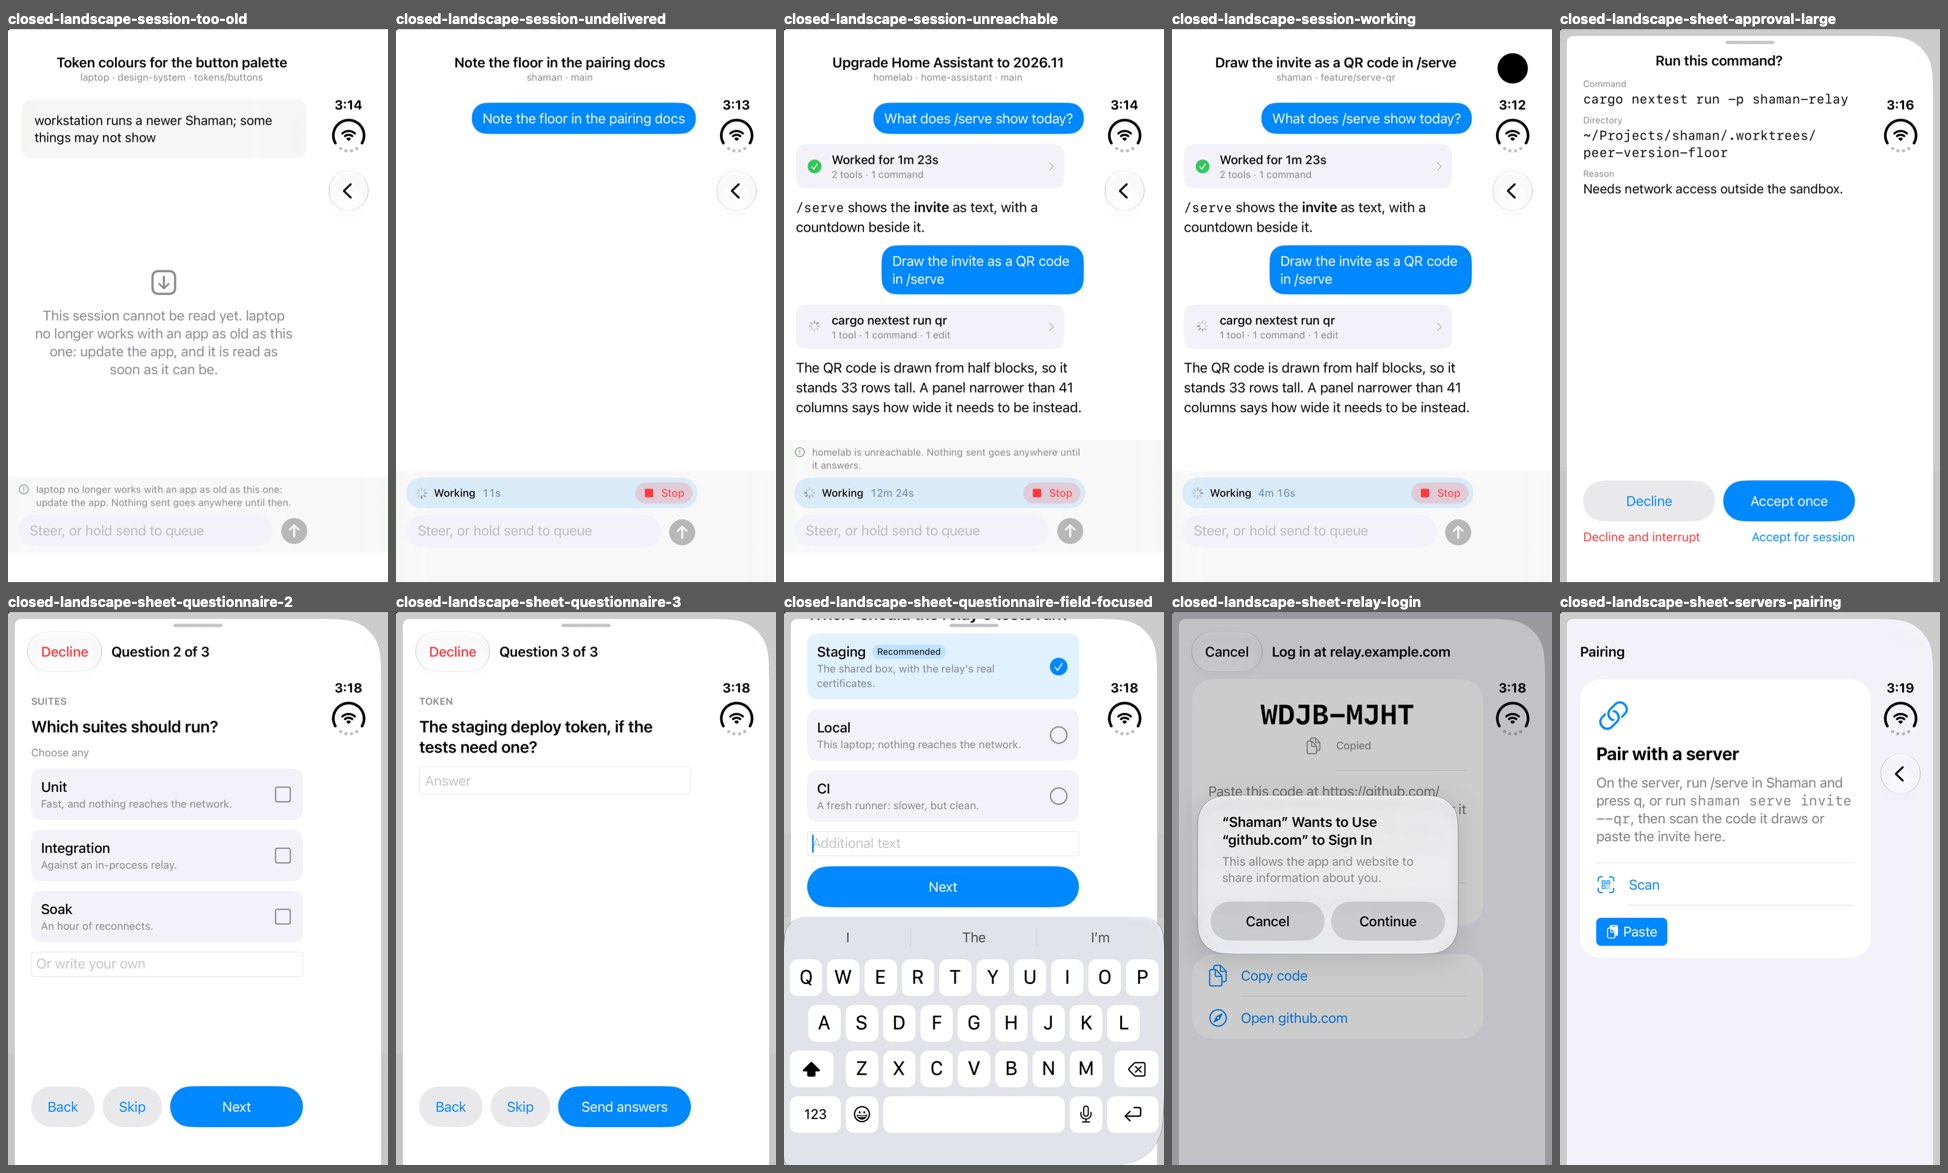 closed-landscape-session-too-old
Token colours for the button palette
laptop · design-system · tokens/buttons
workstation runs a newer Shaman; some
things may not show
3:14
This session cannot be read yet. laptop
no longer works with an app as old as this
one: update the app, and it is read as
soon as it can be.
laptop no longer works with an app as old as this one:
update the app. Nothing sent goes anywhere until then.
Steer, or hold send to queue
closed-landscape-session-undelivered
Note the floor in the pairing docs
shaman · main
Note the floor in the pairing docs
3:13
Working 11s
Stop
Steer, or hold send to queue
closed-landscape-session-unreachable
Upgrade Home Assistant to 2026.11
homelab · home-assistant · main
What does /serve show today?
3:14
Worked for 1m 23s
2 tools · 1 command
/serve shows the invite as text, with a
countdown beside it.
Draw the invite as a QR code
in /serve
cargo nextest run qr
1 tool · 1 command · 1 edit
The QR code is drawn from half blocks, so it
stands 33 rows tall. A panel narrower than 41
columns says how wide it needs to be instead.
homelab is unreachable. Nothing sent goes anywhere until
it answers.
Working 12m 24s
Stop
Steer, or hold send to queue
closed-landscape-session-working
Draw the invite as a QR code in /serve
shaman · feature/serve-qr
What does /serve show today?
3:12
Worked for 1m 23s
2 tools · 1 command
/serve shows the invite as text, with a
countdown beside it.
Draw the invite as a QR code
in /serve
cargo nextest run qr
1 tool · 1 command · 1 edit
The QR code is drawn from half blocks, so it
stands 33 rows tall. A panel narrower than 41
columns says how wide it needs to be instead.
Working 4m 16s
Stop
Steer, or hold send to queue
closed-landscape-sheet-approval-large
Run this command?
Command
cargo nextest run -p shaman-relay
3:16
Directory
~/Projects/shaman/.worktrees/
peer-version-floor
Reason
Needs network access outside the sandbox.
Decline
Accept once
Decline and interrupt
Accept for session
closed-landscape-sheet-questionnaire-2
Decline
Question 2 of 3
3:18
SUITES
Which suites should run?
Choose any
Unit
Fast, and nothing reaches the network.
Integration
Against an in-process relay.
Soak
An hour of reconnects.
Or write your own
Back
Skip
Next
closed-landscape-sheet-questionnaire-3
Decline
Question 3 of 3
3:18
TOKEN
The staging deploy token, if the
tests need one?
Answer
Back
Skip
Send answers
closed-landscape-sheet-questionnaire-field-focused
Staging
Recommended
The shared box, with the relay's real
certificates.
3:18
Local
This laptop; nothing reaches the network.
CI
A fresh runner: slower, but clean.
Additional text
Next
I
The
I'm
Q W E R T Y U I O P
A S D F G H J K L
Z X C V B N M
123
closed-landscape-sheet-relay-login
Cancel
Log in at relay.example.com
3:18
WDJB-MJHT
Copied
Paste this code at https://github.com/
it
“Shaman” Wants to Use
“github.com” to Sign In
This allows the app and website to
share information about you.
Cancel
Continue
Copy code
Open github.com
closed-landscape-sheet-servers-pairing
Pairing
3:19
Pair with a server
On the server, run /serve in Shaman and
press q, or run shaman serve invite
--qr, then scan the code it draws or
paste the invite here.
Scan
Paste